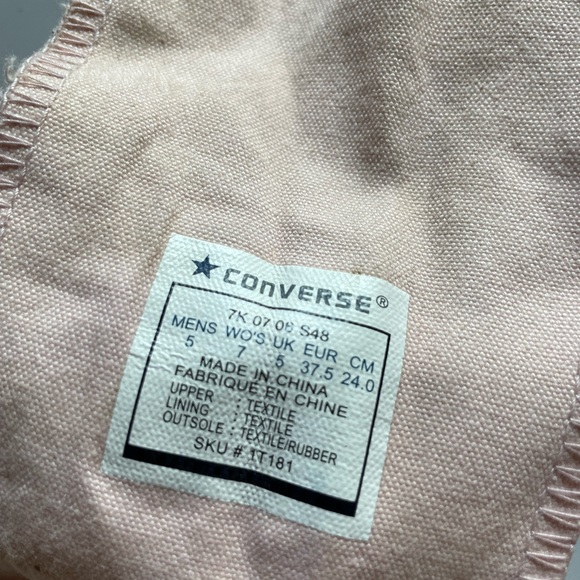 CONVERSE®
7K 07 06 S48
MENS WO'S UK EUR CM
5 7 5 37.5 24.0
MADE IN CHINA
FABRIQUE EN CHINE
UPPER : TEXTILE
LINING : TEXTILE
OUTSOLE : TEXTILE/RUBBER
SKU # 1T181